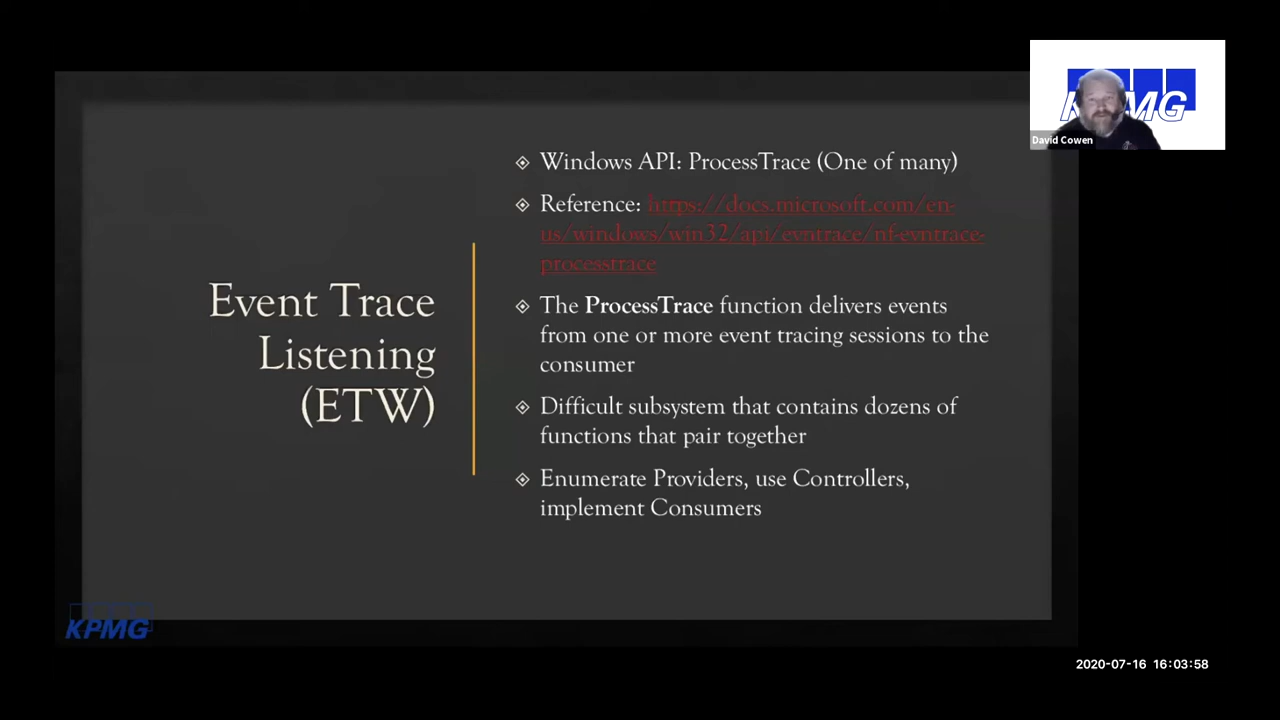 KPMG
David Cowen
Event Trace
Listening
(ETW)
Windows API: ProcessTrace (One of many)
Reference: https://docs.microsoft.com/en-
us/windows/win32/api/evntrace/nf-evntrace-
processtrace
The ProcessTrace function delivers events
from one or more event tracing sessions to the
consumer
Difficult subsystem that contains dozens of
functions that pair together
Enumerate Providers, use Controllers,
implement Consumers
KPMG
2020-07-16 16:03:58